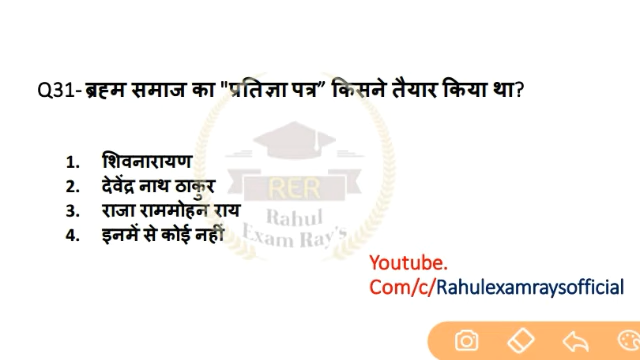 Q31- ब्रह्म समाज का "प्रतिज्ञा पत्र” किसने तैयार किया था?
1. शिवनारायण
2. देवेंद्र नाथ ठाकुर
3. राजा राममोहन राय
4. इनमें से कोई नहीं
RER
Rahul
Exam Ray's
Youtube.
Com/c/Rahulexamraysofficial